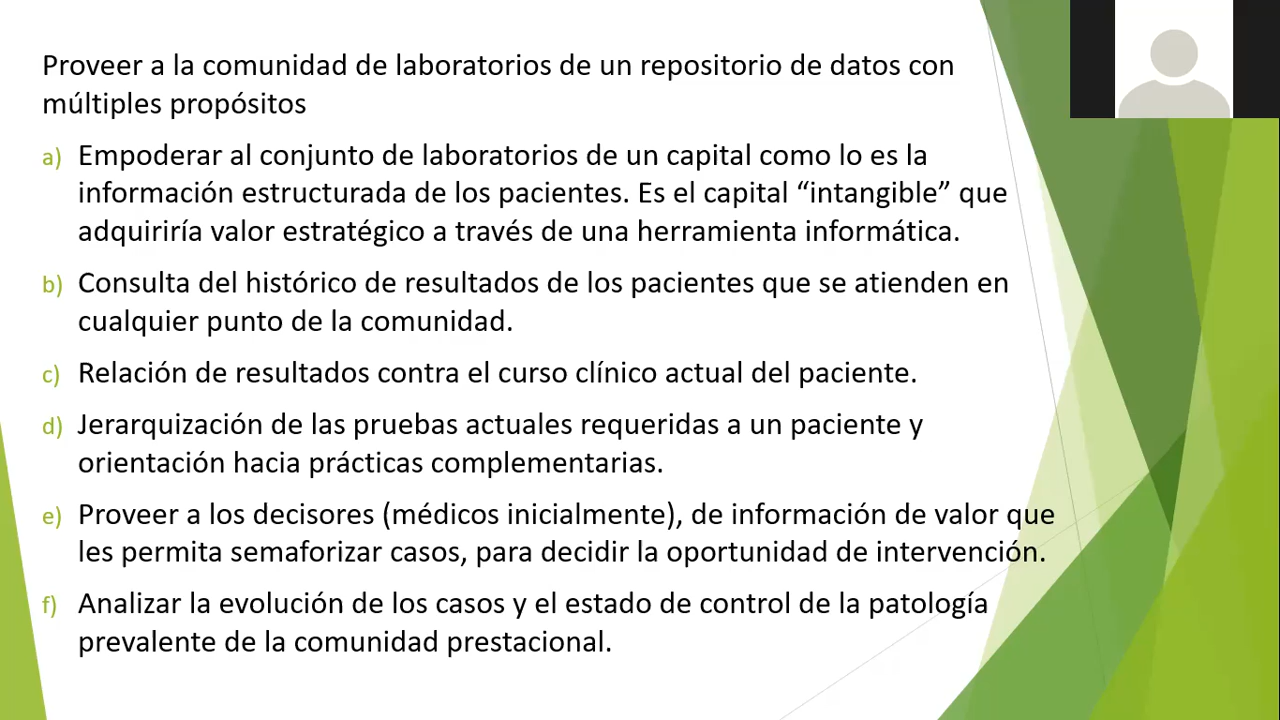 Proveer a la comunidad de laboratorios de un repositorio de datos con
múltiples propósitos
a) Empoderar al conjunto de laboratorios de un capital como lo es la
información estructurada de los pacientes. Es el capital “intangible” que
adquiriría valor estratégico a través de una herramienta informática.
b) Consulta del histórico de resultados de los pacientes que se atienden en
cualquier punto de la comunidad.
c) Relación de resultados contra el curso clínico actual del paciente.
d) Jerarquización de las pruebas actuales requeridas a un paciente y
orientación hacia prácticas complementarias.
e) Proveer a los decisores (médicos inicialmente), de información de valor que
les permita semaforizar casos, para decidir la oportunidad de intervención.
f) Analizar la evolución de los casos y el estado de control de la patología
prevalente de la comunidad prestacional.